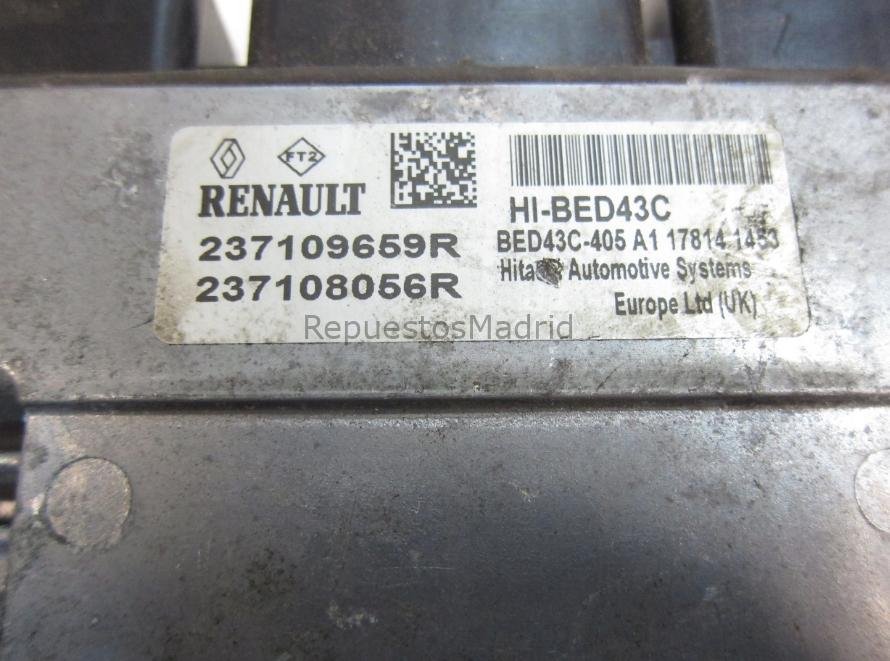 FT2
RENAULT
237109659R
237108056R
HI-BED43C
BED43C-405 A1 17814 1453
Automotive Systems
Europe Ltd (UK)
RepuestosMadrid